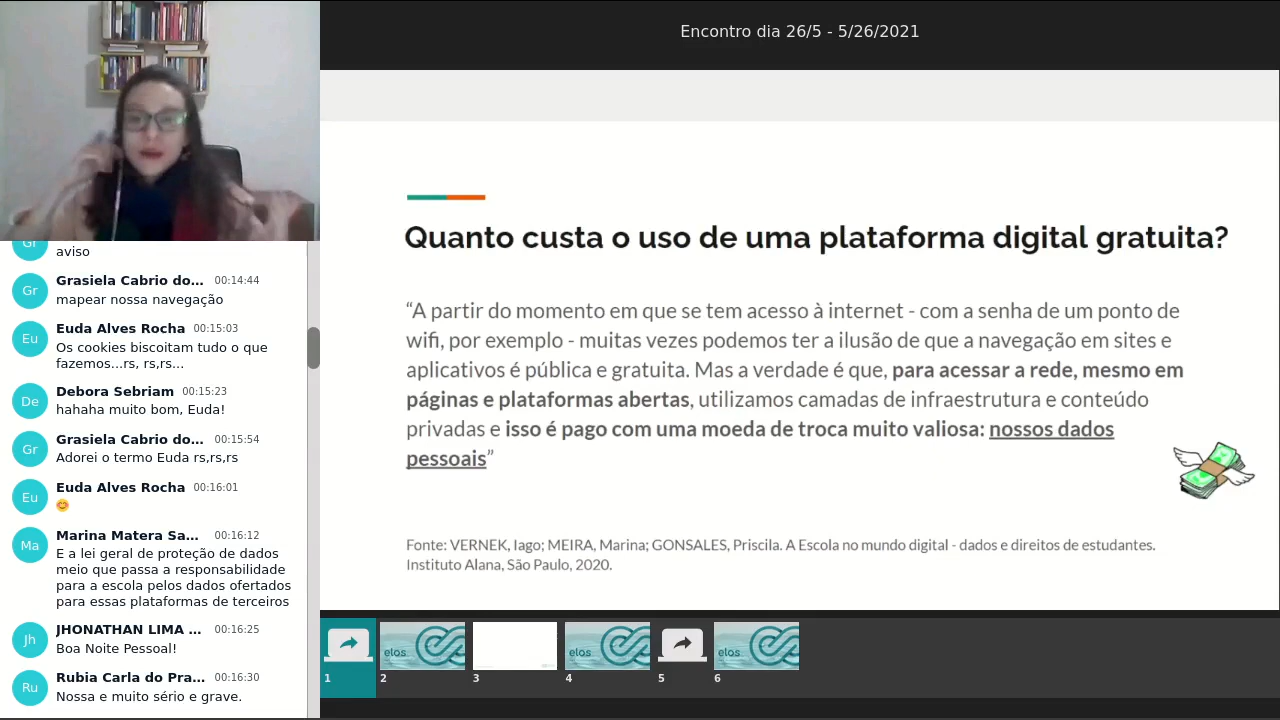 Encontro dia 26/5 - 5/26/2021
Gr
aviso
Gr
Grasiela Cabrio do... 00:14:44
mapear nossa navegação
Eu
Euda Alves Rocha 00:15:03
Os cookies biscoitam tudo o que
fazemos...rs, rs,rs...
De
Debora Sebriam 00:15:23
hahaha muito bom, Euda!
Gr
Grasiela Cabrio do... 00:15:54
Adorei o termo Euda rs,rs,rs
Eu
Euda Alves Rocha 00:16:01
😊
Ma
Marina Matera Sa... 00:16:12
E a lei geral de proteção de dados
meio que passa a responsabilidade
para a escola pelos dados ofertados
para essas plataformas de terceiros
Jh
JHONATHAN LIMA ... 00:16:25
Boa Noite Pessoal!
Ru
Rubia Carla do Pra... 00:16:30
Nossa e muito sério e grave.
Quanto custa o uso de uma plataforma digital gratuita?
“A partir do momento em que se tem acesso à internet - com a senha de um ponto de
wifi, por exemplo - muitas vezes podemos ter a ilusão de que a navegação em sites e
aplicativos é pública e gratuita. Mas a verdade é que, para acessar a rede, mesmo em
páginas e plataformas abertas, utilizamos camadas de infraestrutura e conteúdo
privadas e isso é pago com uma moeda de troca muito valiosa: nossos dados
pessoais”
Fonte: VERNEK, Iago; MEIRA, Marina; GONSALES, Priscila. A Escola no mundo digital - dados e direitos de estudantes.
Instituto Alana, São Paulo, 2020.
elos
elos
elos
1 2 3 4 5 6